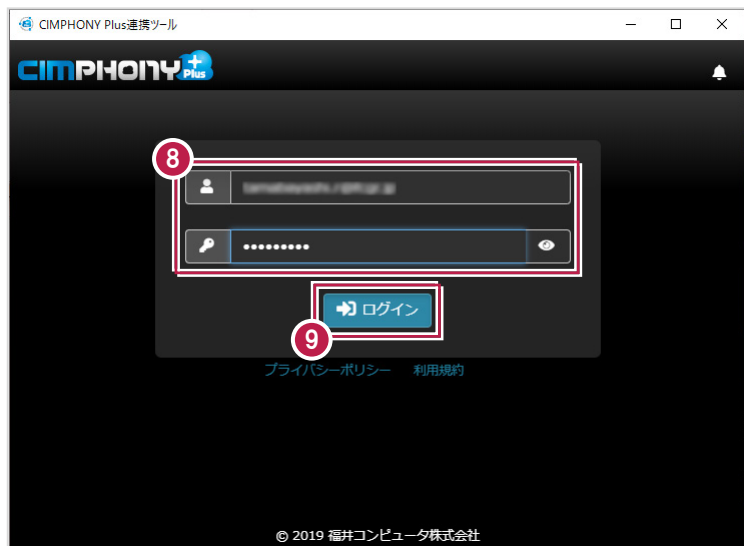 CIMPHONY Plus連携ツール
CIMPHONY Plus
8
•••••••••
9
ログイン
プライバシーポリシー 利用規約
© 2019 福井コンピュータ株式会社